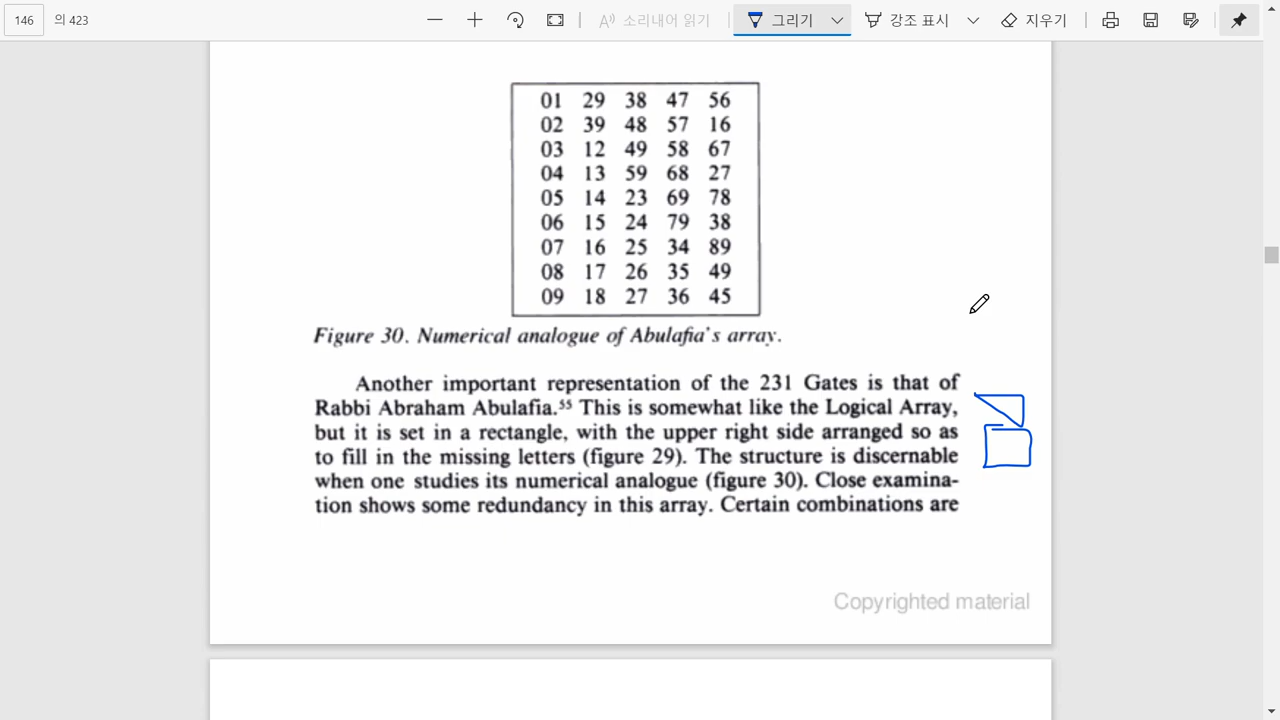 146 의 423 A 소리내어 읽기 그리기 강조 표시 지우기
01 29 38 47 56
02 39 48 57 16
03 12 49 58 67
04 13 59 68 27
05 14 23 69 78
06 15 24 79 38
07 16 25 34 89
08 17 26 35 49
09 18 27 36 45
Figure 30. Numerical analogue of Abulafia's array.
Another important representation of the 231 Gates is that of
Rabbi Abraham Abulafia.⁵⁵ This is somewhat like the Logical Array,
but it is set in a rectangle, with the upper right side arranged so as
to fill in the missing letters (figure 29). The structure is discernable
when one studies its numerical analogue (figure 30). Close examina-
tion shows some redundancy in this array. Certain combinations are
Copyrighted material